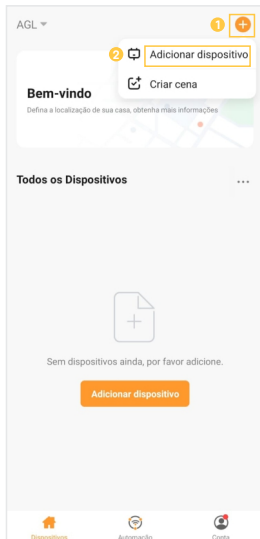 AGL
1
2 Adicionar dispositivo
Criar cena
Bem-vindo
Defina a localização de sua casa, obtenha mais informações
Todos os Dispositivos
...
Sem dispositivos ainda, por favor adicione.
Adicionar dispositivo
Dispositivos Automação Conta